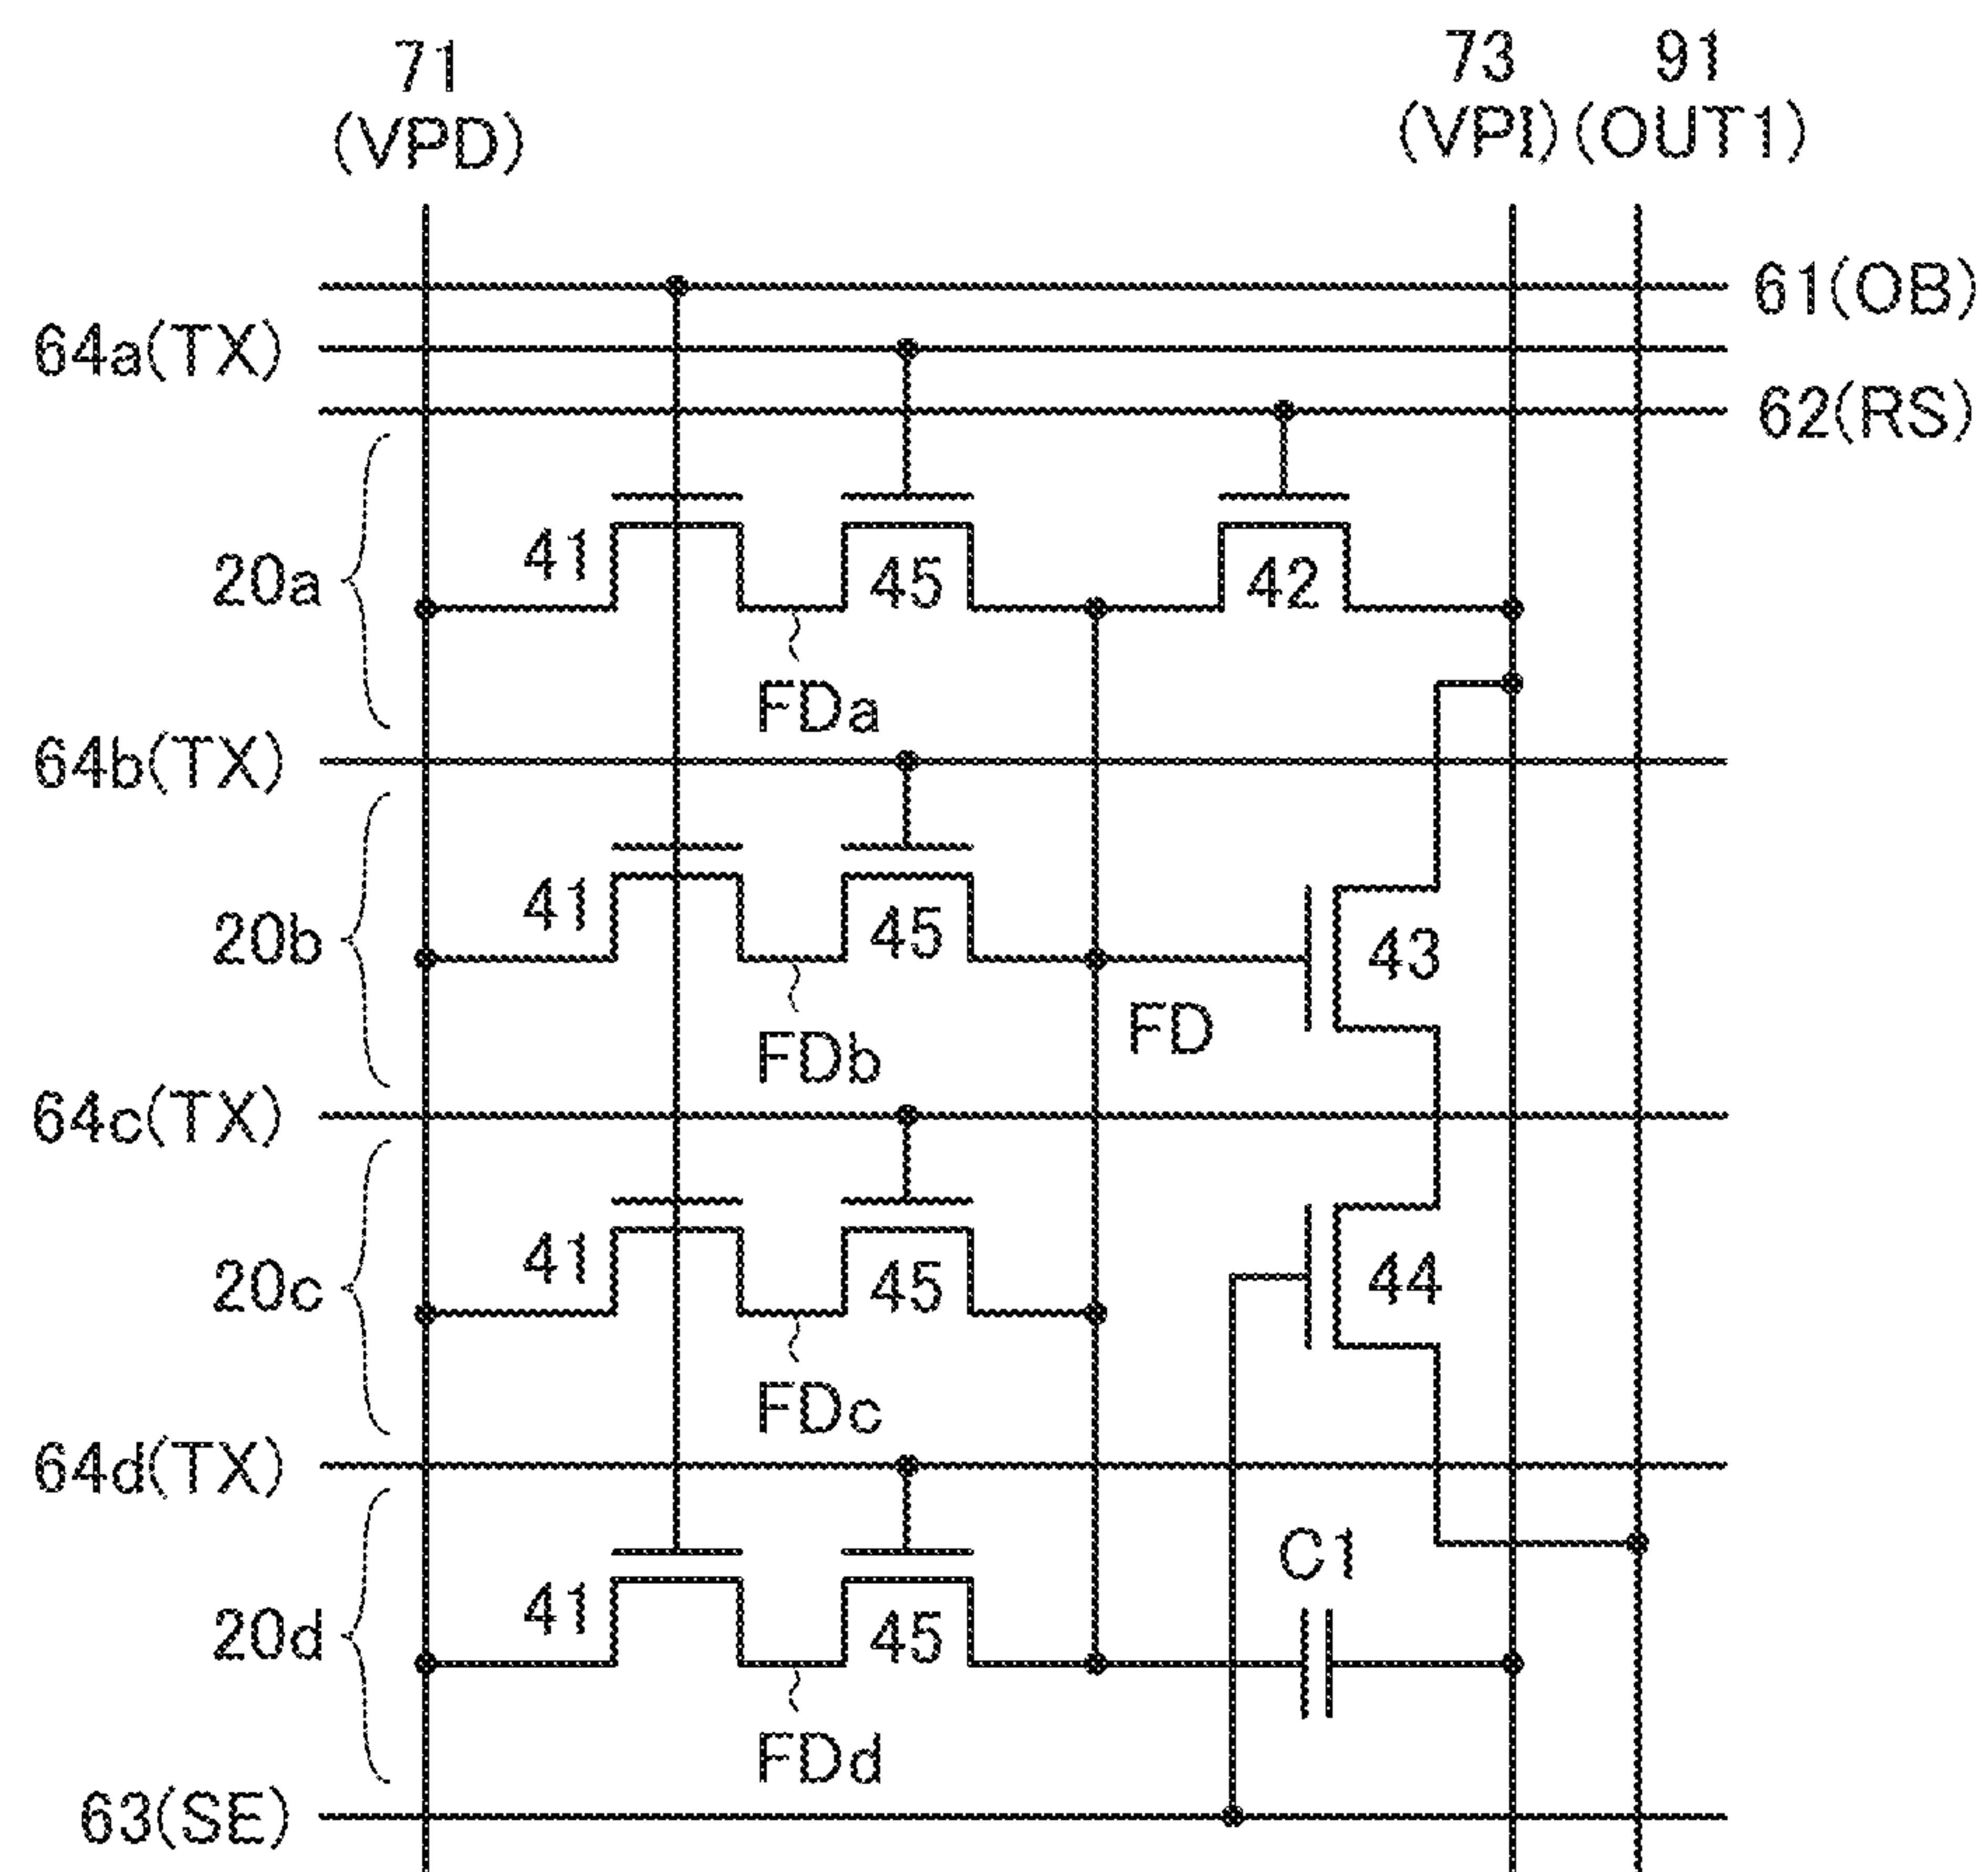 71 73 91
(VPD) (VPI) (OUT1)
61(OB)
64a(TX)
62(RS)
20a 41 45 42
FDa
64b(TX)
20b 41 45 43
FD
FDb
64c(TX)
20c 41 45 44
FDc
64d(TX)
C1
20d 41 45
FDd
63(SE)